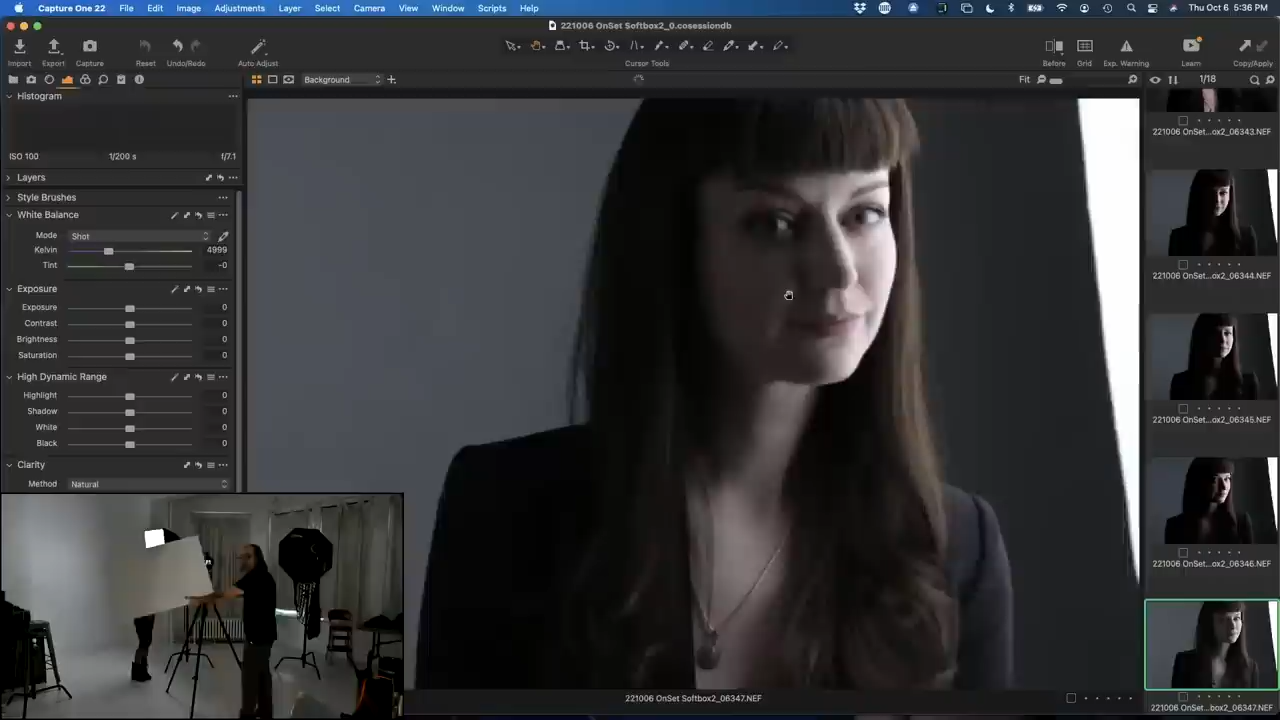 Capture One 22 File Edit Image Adjustments Layer Select Camera View Window Scripts Help Thu Oct 6 5:36 PM
221006 OnSet Softbox2_0.cosessiondb
Import Export Capture Reset Undo/Redo Auto Adjust Cursor Tools Before Grid Exp. Warning Learn Copy/Apply
Background Fit 1/18
Histogram
ISO 100 1/200 s f/7.1
Layers
Style Brushes
White Balance
Mode Shot
Kelvin 4999
Tint -0
Exposure
Exposure 0
Contrast 0
Brightness 0
Saturation 0
High Dynamic Range
Highlight 0
Shadow 0
White 0
Black 0
Clarity
Method Natural
221006 OnSet Softbox2_06347.NEF
221006 OnSet...ox2_06343.NEF
221006 OnSet...ox2_06344.NEF
221006 OnSet...ox2_06345.NEF
221006 OnSet...ox2_06346.NEF
221006 OnSet...box2_06347.NEF